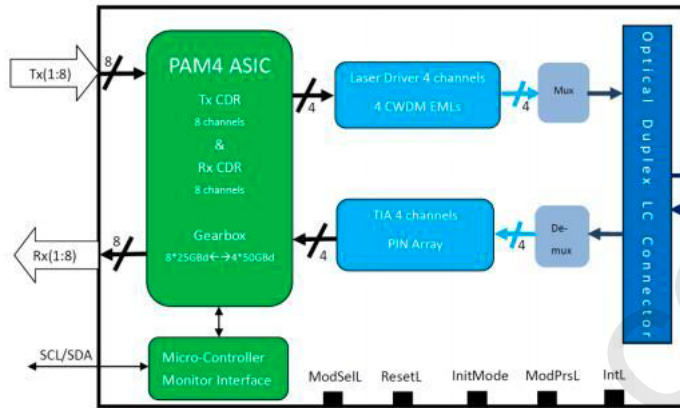 Tx(1:8)
8
PAM4 ASIC
Tx CDR
8 channels
&
Rx CDR
8 channels
Gearbox
8*25GBd←→4*50GBd
4
Laser Driver 4 channels
4 CWDM EMLs
4
Mux
Optical Duplex LC Connector
Rx(1:8)
8
4
TIA 4 channels
PIN Array
4
De-
mux
SCL/SDA
Micro-Controller
Monitor Interface
ModSelL
ResetL
InitMode
ModPrsL
IntL